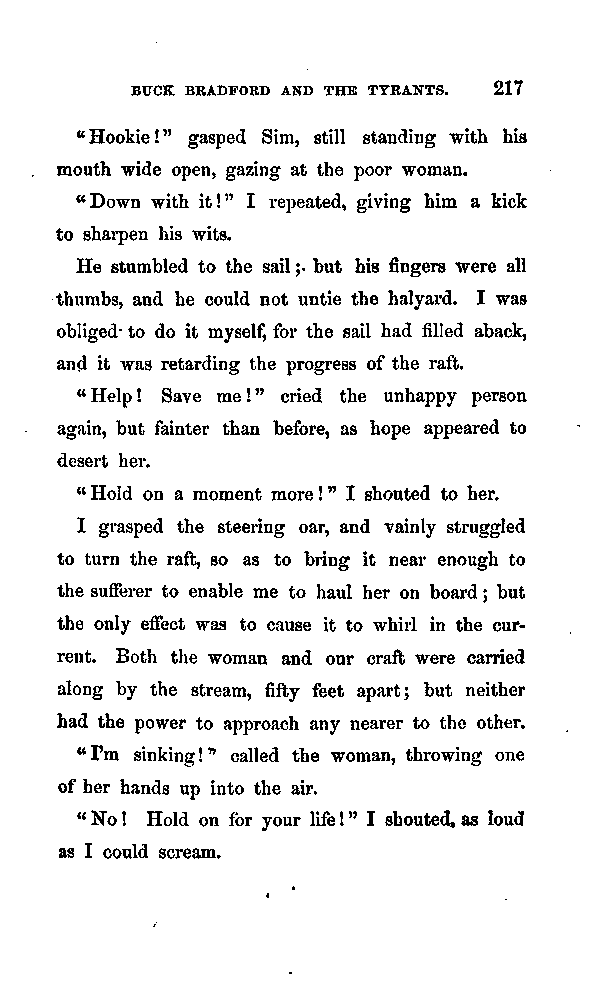 BUCK BRADFORD AND THE TYRANTS. 217
"Hookie!" gasped Sim, still standing with his
mouth wide open, gazing at the poor woman.
"Down with it!" I repeated, giving him a kick
to sharpen his wits.
He stumbled to the sail; but his fingers were all
thumbs, and he could not untie the halyard. I was
obliged to do it myself, for the sail had filled aback,
and it was retarding the progress of the raft.
"Help! Save me!" cried the unhappy person
again, but fainter than before, as hope appeared to
desert her.
"Hold on a moment more!" I shouted to her.
I grasped the steering oar, and vainly struggled
to turn the raft, so as to bring it near enough to
the sufferer to enable me to haul her on board; but
the only effect was to cause it to whirl in the cur-
rent. Both the woman and our craft were carried
along by the stream, fifty feet apart; but neither
had the power to approach any nearer to the other.
"I'm sinking!" called the woman, throwing one
of her hands up into the air.
"No! Hold on for your life!" I shouted, as loud
as I could scream.